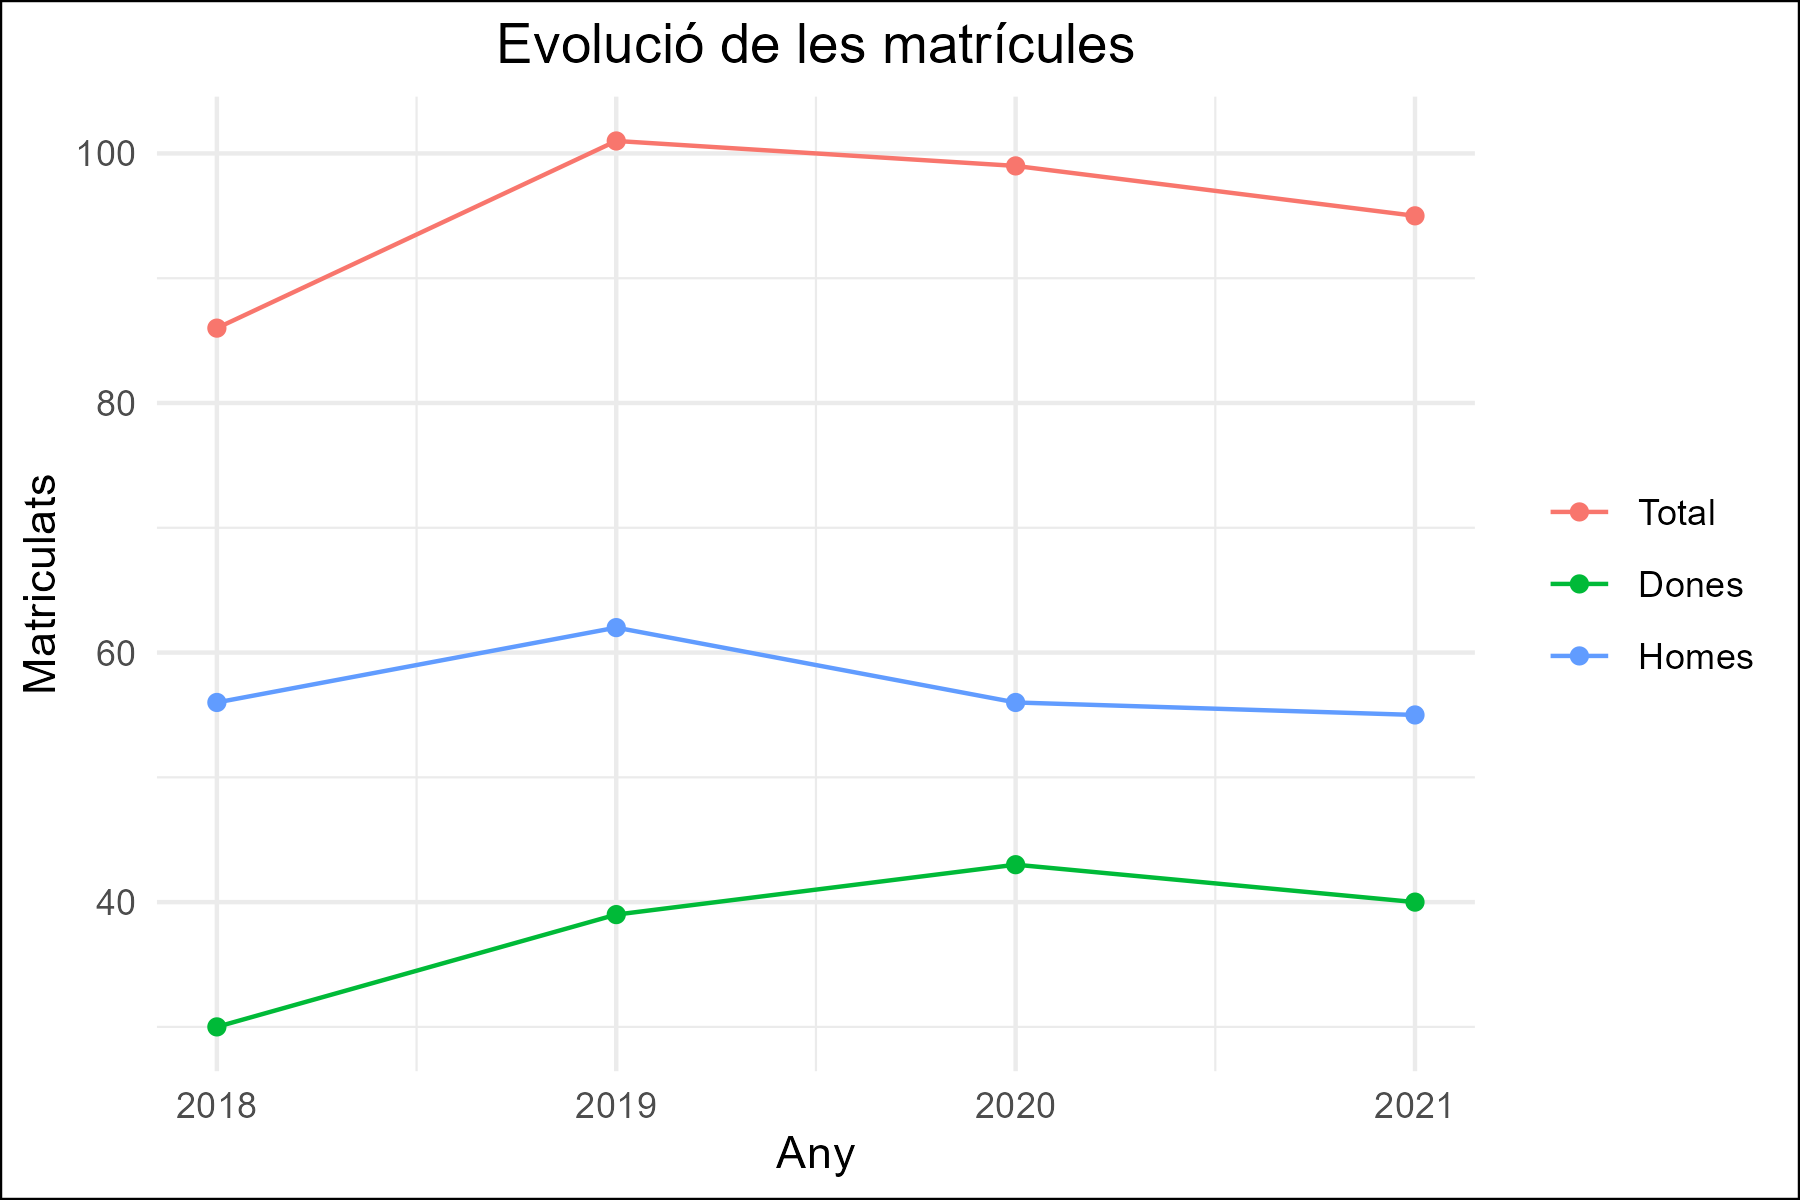 Evolució de les matrícules
Matriculats
100
80
60
40
2018 2019 2020 2021
Any
Total
Dones
Homes